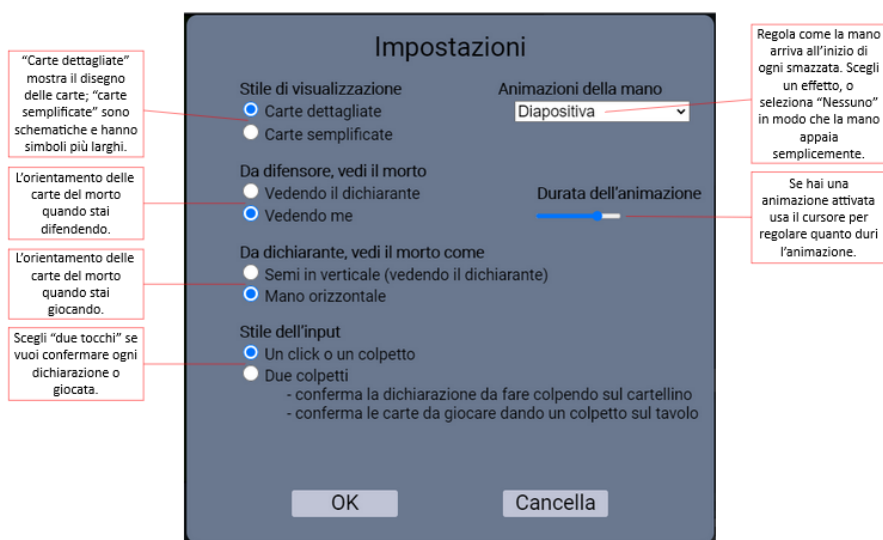 Impostazioni
"Carte dettagliate"
mostra il disegno
delle carte; "carte
semplificate" sono
schematiche e hanno
simboli più larghi.
Stile di visualizzazione
Carte dettagliate
Carte semplificate
Animazioni della mano
Diapositiva
Regola come la mano
arriva all'inizio di
ogni smazzata. Scegli
un effetto, o
seleziona "Nessuno"
in modo che la mano
appaia
semplicemente.
L'orientamento delle
carte del morto
quando stai
difendendo.
Da difensore, vedi il morto
Vedendo il dichiarante
Vedendo me
Durata dell'animazione
Se hai una
animazione attivata
usa il cursore per
regolare quanto duri
l'animazione.
L'orientamento delle
carte del morto
quando stai
giocando.
Da dichiarante, vedi il morto come
Semi in verticale (vedendo il dichiarante)
Mano orizzontale
Scegli "due tocchi" se
vuoi confermare ogni
dichiarazione o
giocata.
Stile dell'input
Un click o un colpetto
Due colpetti
- conferma la dichiarazione da fare colpendo sul cartellino
- conferma le carte da giocare dando un colpetto sul tavolo
OK
Cancella